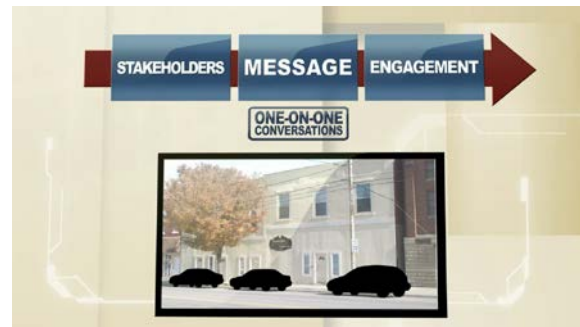 STAKEHOLDERS
MESSAGE
ENGAGEMENT
ONE-ON-ONE
CONVERSATIONS